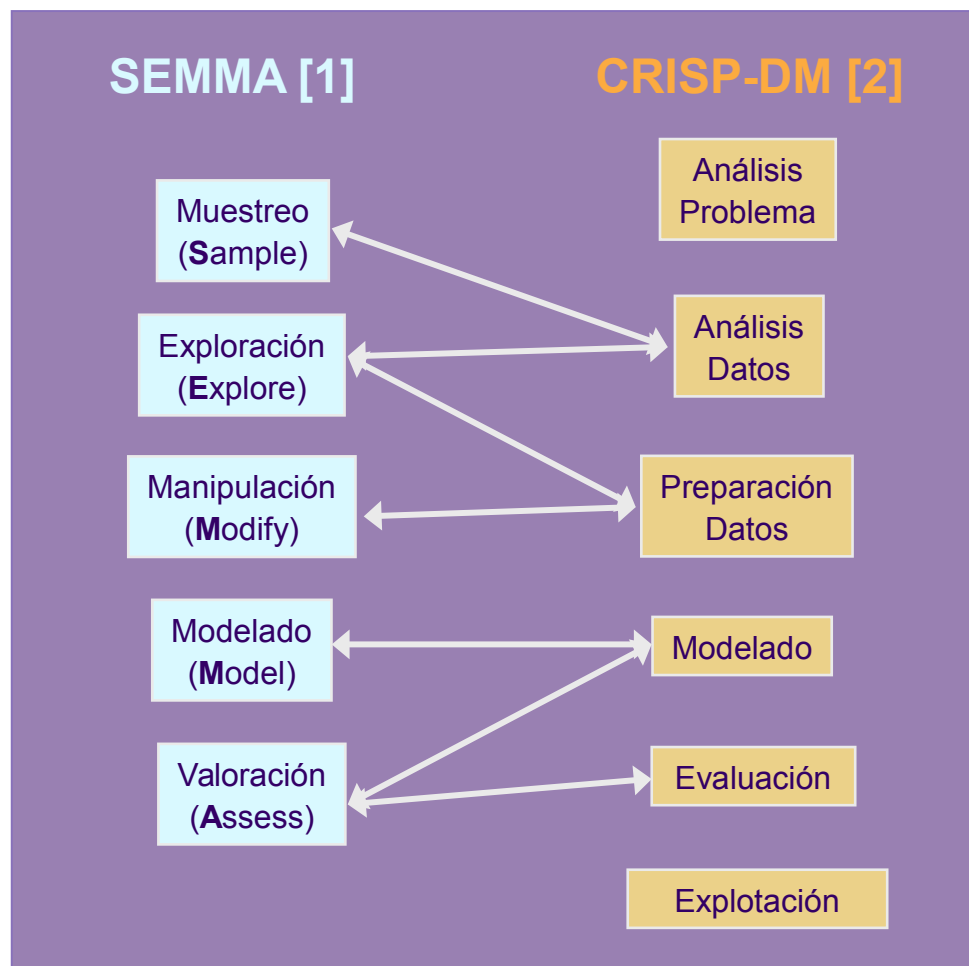 SEMMA [1]
Muestreo
(Sample)
Exploración
(Explore)
Manipulación
(Modify)
Modelado
(Model)
Valoración
(Assess)
CRISP-DM [2]
Análisis
Problema
Análisis
Datos
Preparación
Datos
Modelado
Evaluación
Explotación